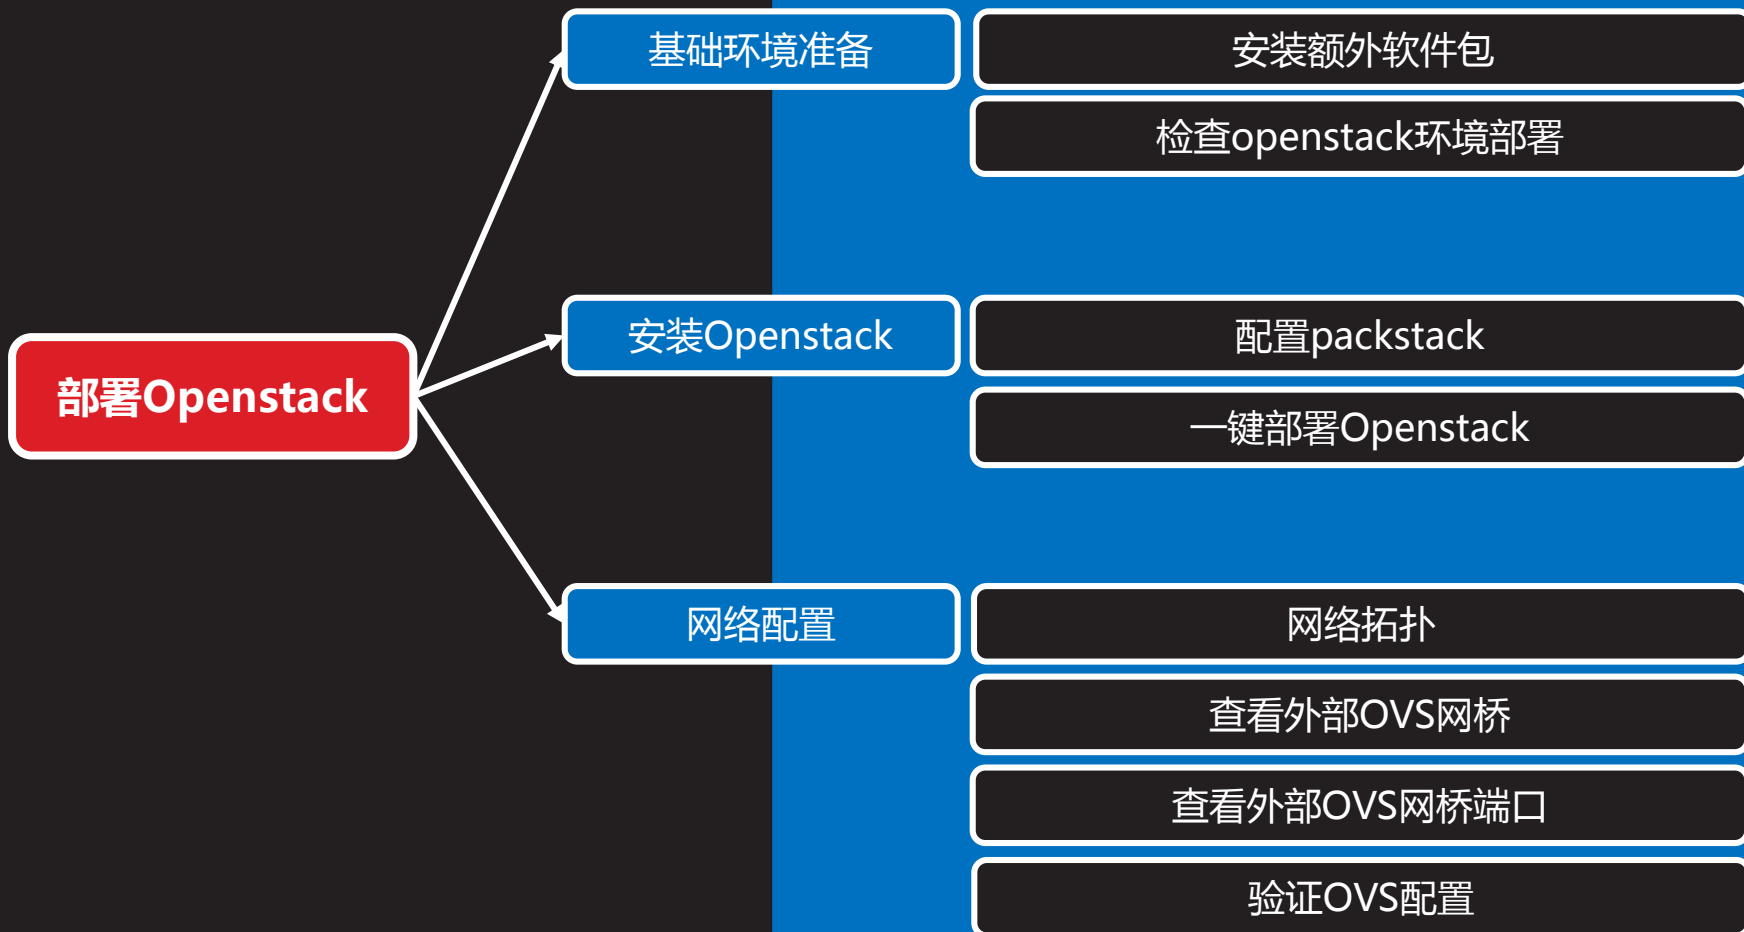 部署Openstack
基础环境准备
安装额外软件包
检查openstack环境部署
安装Openstack
配置packstack
一键部署Openstack
网络配置
网络拓扑
查看外部OVS网桥
查看外部OVS网桥端口
验证OVS配置